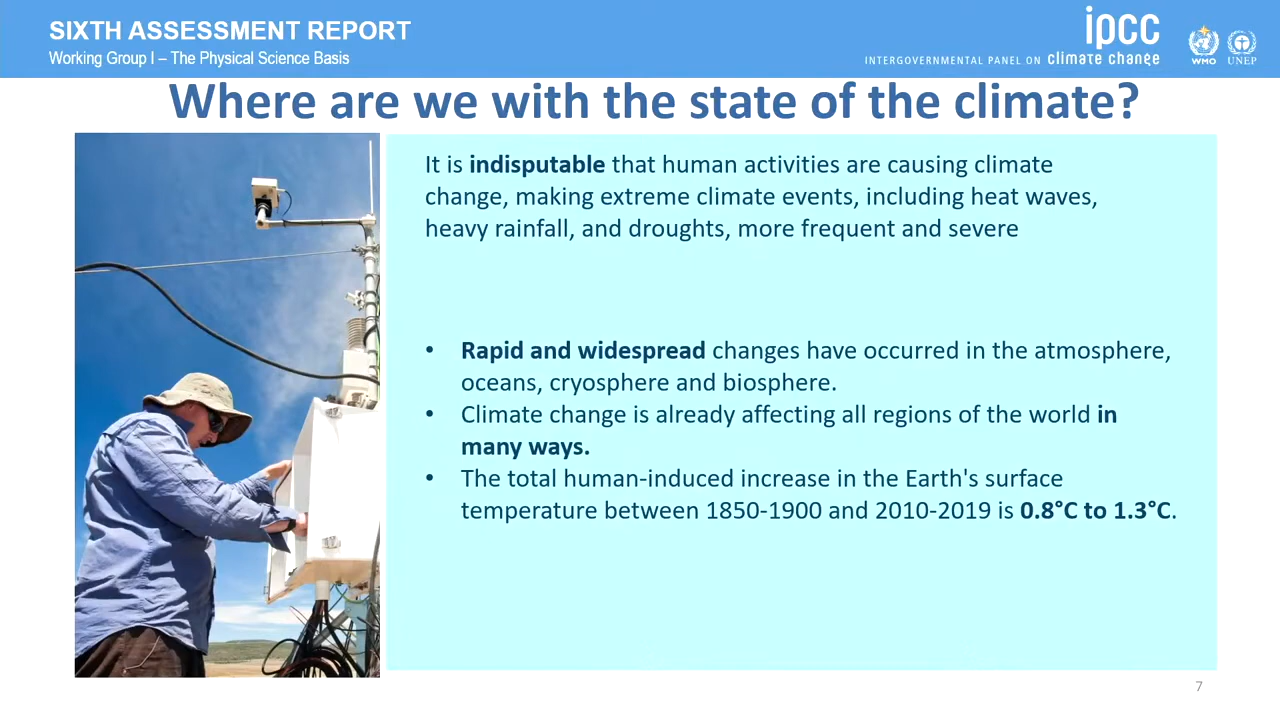 SIXTH ASSESSMENT REPORT
Working Group I – The Physical Science Basis
ipcc
INTERGOVERNMENTAL PANEL ON climate change
WMO
UNEP
Where are we with the state of the climate?
It is indisputable that human activities are causing climate
change, making extreme climate events, including heat waves,
heavy rainfall, and droughts, more frequent and severe
• Rapid and widespread changes have occurred in the atmosphere,
oceans, cryosphere and biosphere.
• Climate change is already affecting all regions of the world in
many ways.
• The total human-induced increase in the Earth's surface
temperature between 1850-1900 and 2010-2019 is 0.8°C to 1.3°C.
7